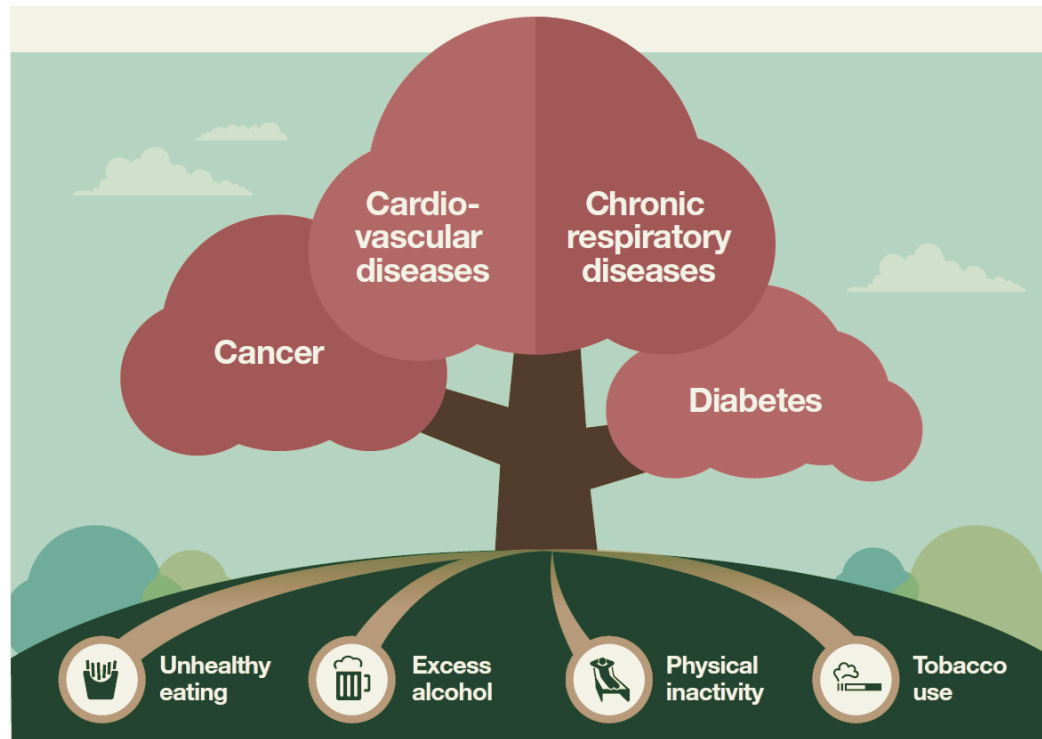 Cardio-
vascular
diseases
Chronic
respiratory
diseases
Cancer
Diabetes
Unhealthy
eating
Excess
alcohol
Physical
inactivity
Tobacco
use